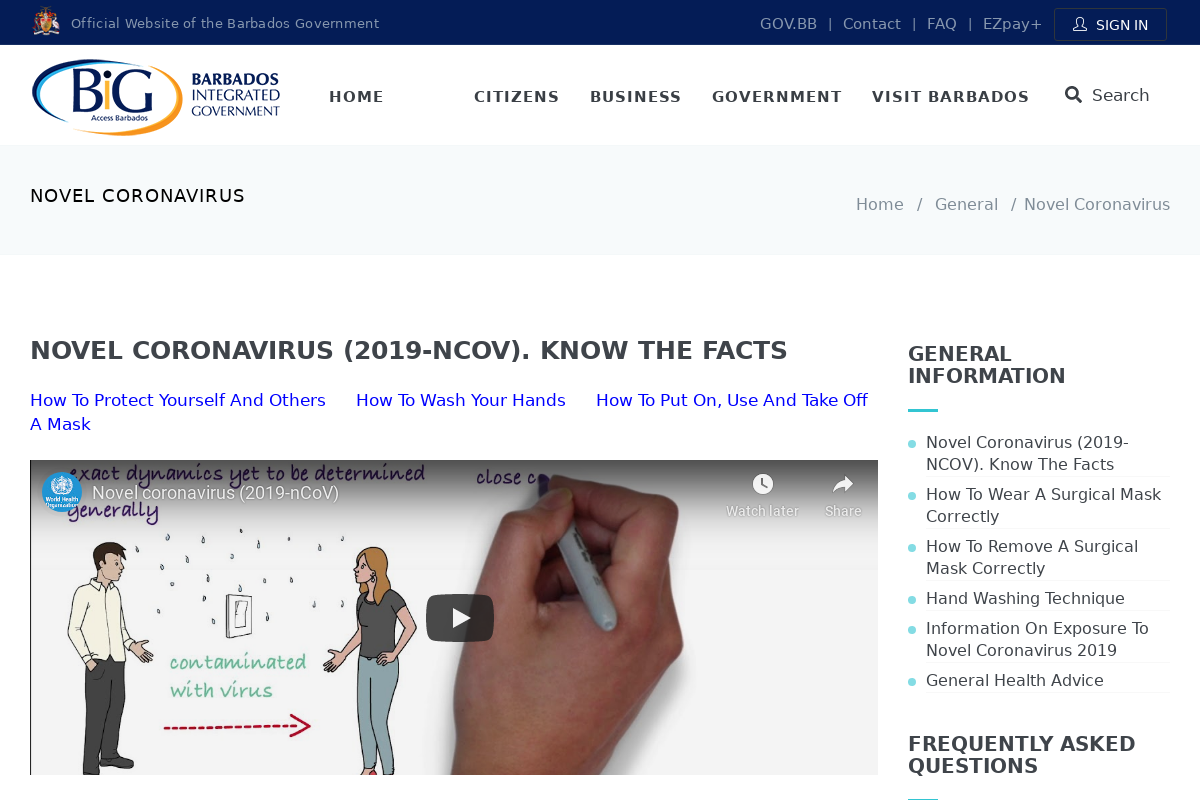 Official Website of the Barbados Government
GOV.BB | Contact | FAQ | EZpay+ SIGN IN
BiG
Access Barbados
BARBADOS
INTEGRATED
GOVERNMENT
HOME CITIZENS BUSINESS GOVERNMENT VISIT BARBADOS Search
NOVEL CORONAVIRUS
Home / General / Novel Coronavirus
NOVEL CORONAVIRUS (2019-NCOV). KNOW THE FACTS
How To Protect Yourself And Others How To Wash Your Hands How To Put On, Use And Take Off
A Mask
exact dynamics yet to be determined
generally
close c
World Health
Organization
Novel coronavirus (2019-nCoV)
Watch later
Share
contaminated
with virus
GENERAL
INFORMATION
Novel Coronavirus (2019-
NCOV). Know The Facts
How To Wear A Surgical Mask
Correctly
How To Remove A Surgical
Mask Correctly
Hand Washing Technique
Information On Exposure To
Novel Coronavirus 2019
General Health Advice
FREQUENTLY ASKED
QUESTIONS